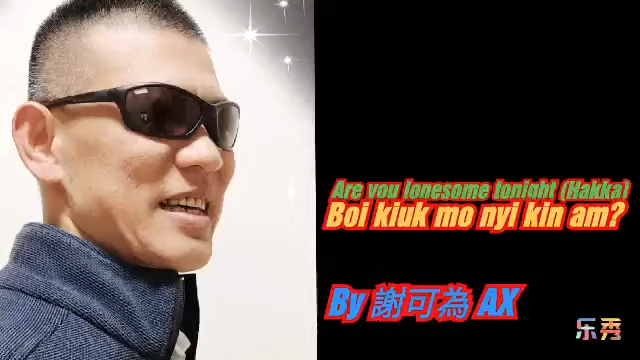 Are you lonesome tonight (Hakka)
Boi kiuk mo nyi kin am?
By 謝可為 AX
乐秀